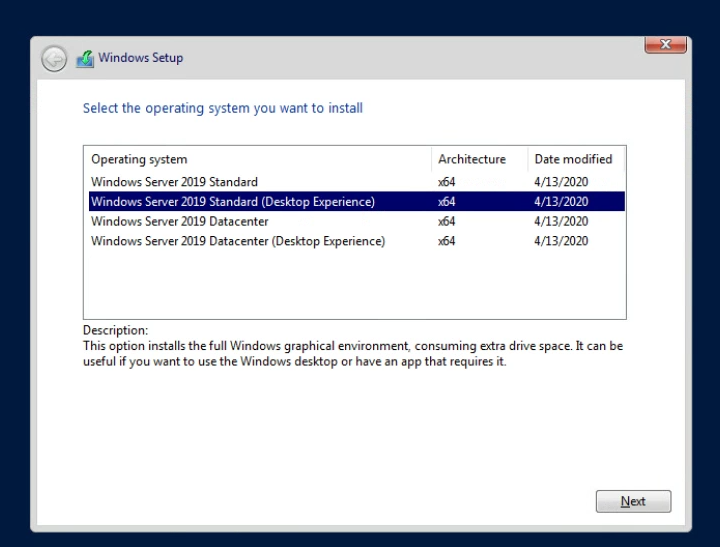 Windows Setup
Select the operating system you want to install
Operating system Architecture Date modified
Windows Server 2019 Standard x64 4/13/2020
Windows Server 2019 Standard (Desktop Experience) x64 4/13/2020
Windows Server 2019 Datacenter x64 4/13/2020
Windows Server 2019 Datacenter (Desktop Experience) x64 4/13/2020
Description:
This option installs the full Windows graphical environment, consuming extra drive space. It can be
useful if you want to use the Windows desktop or have an app that requires it.
Next